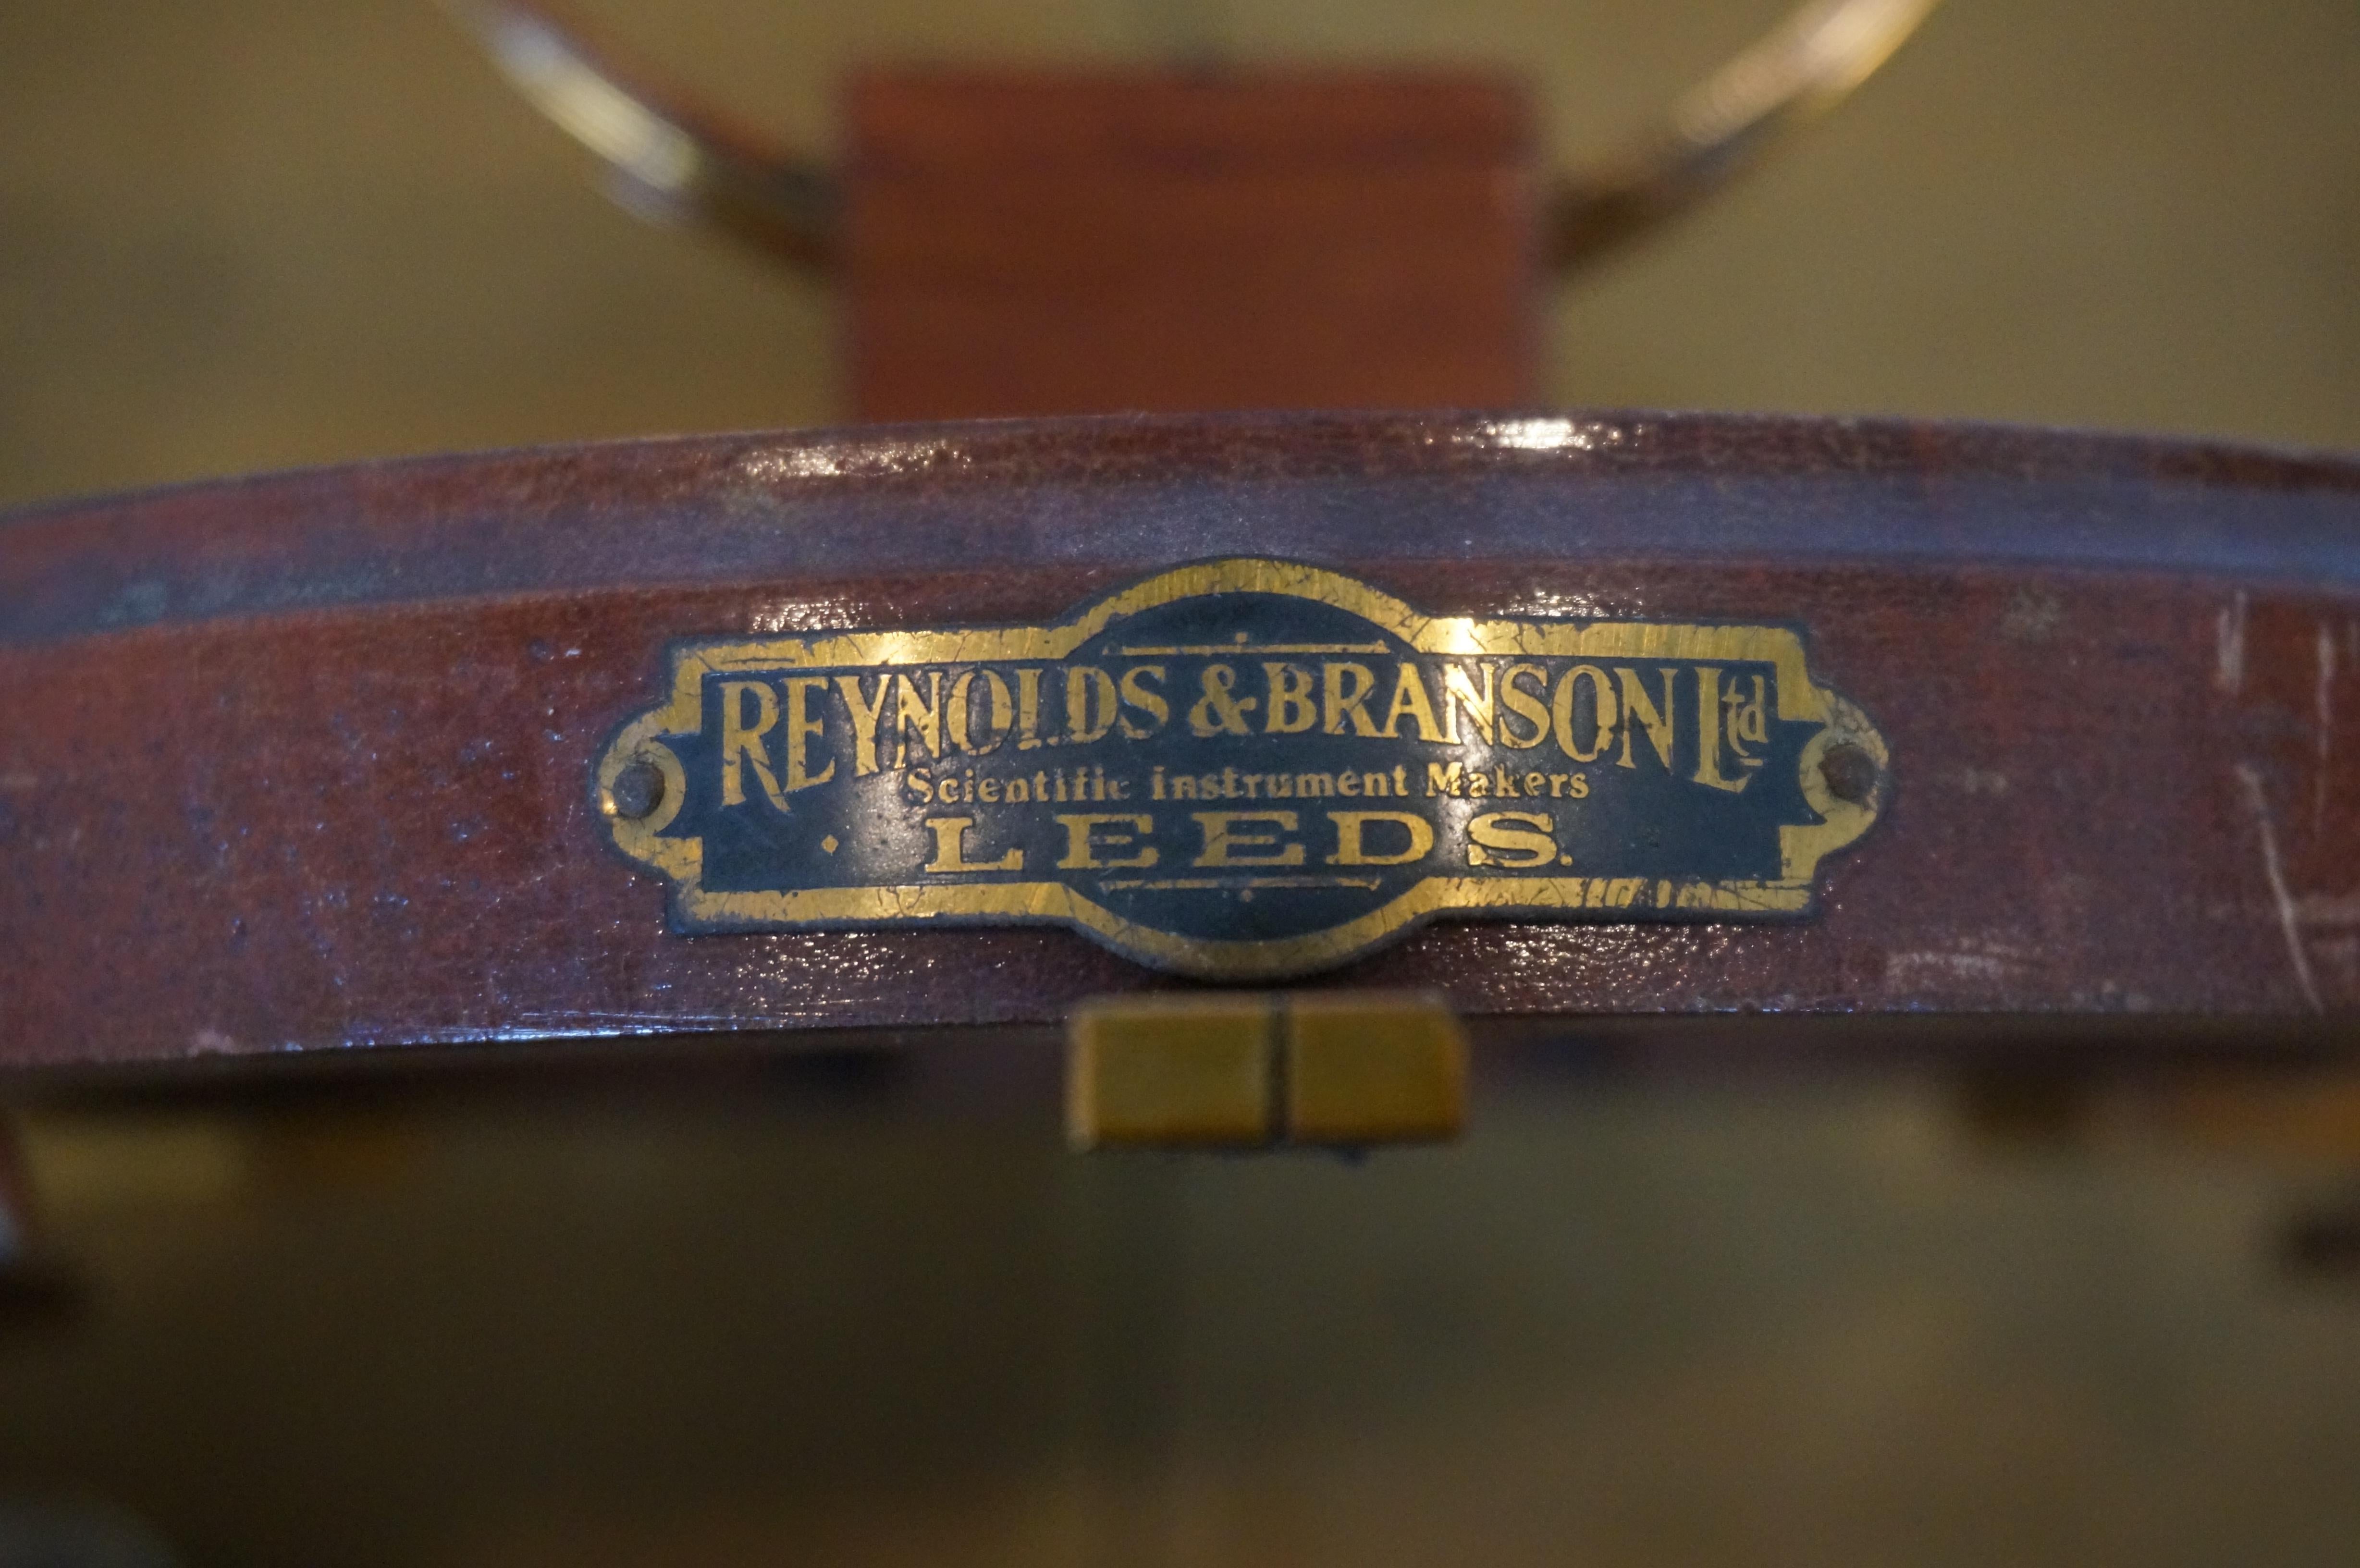 REYNOLDS & BRANSON Ltd
Scientific Instrument Makers
LEEDS.